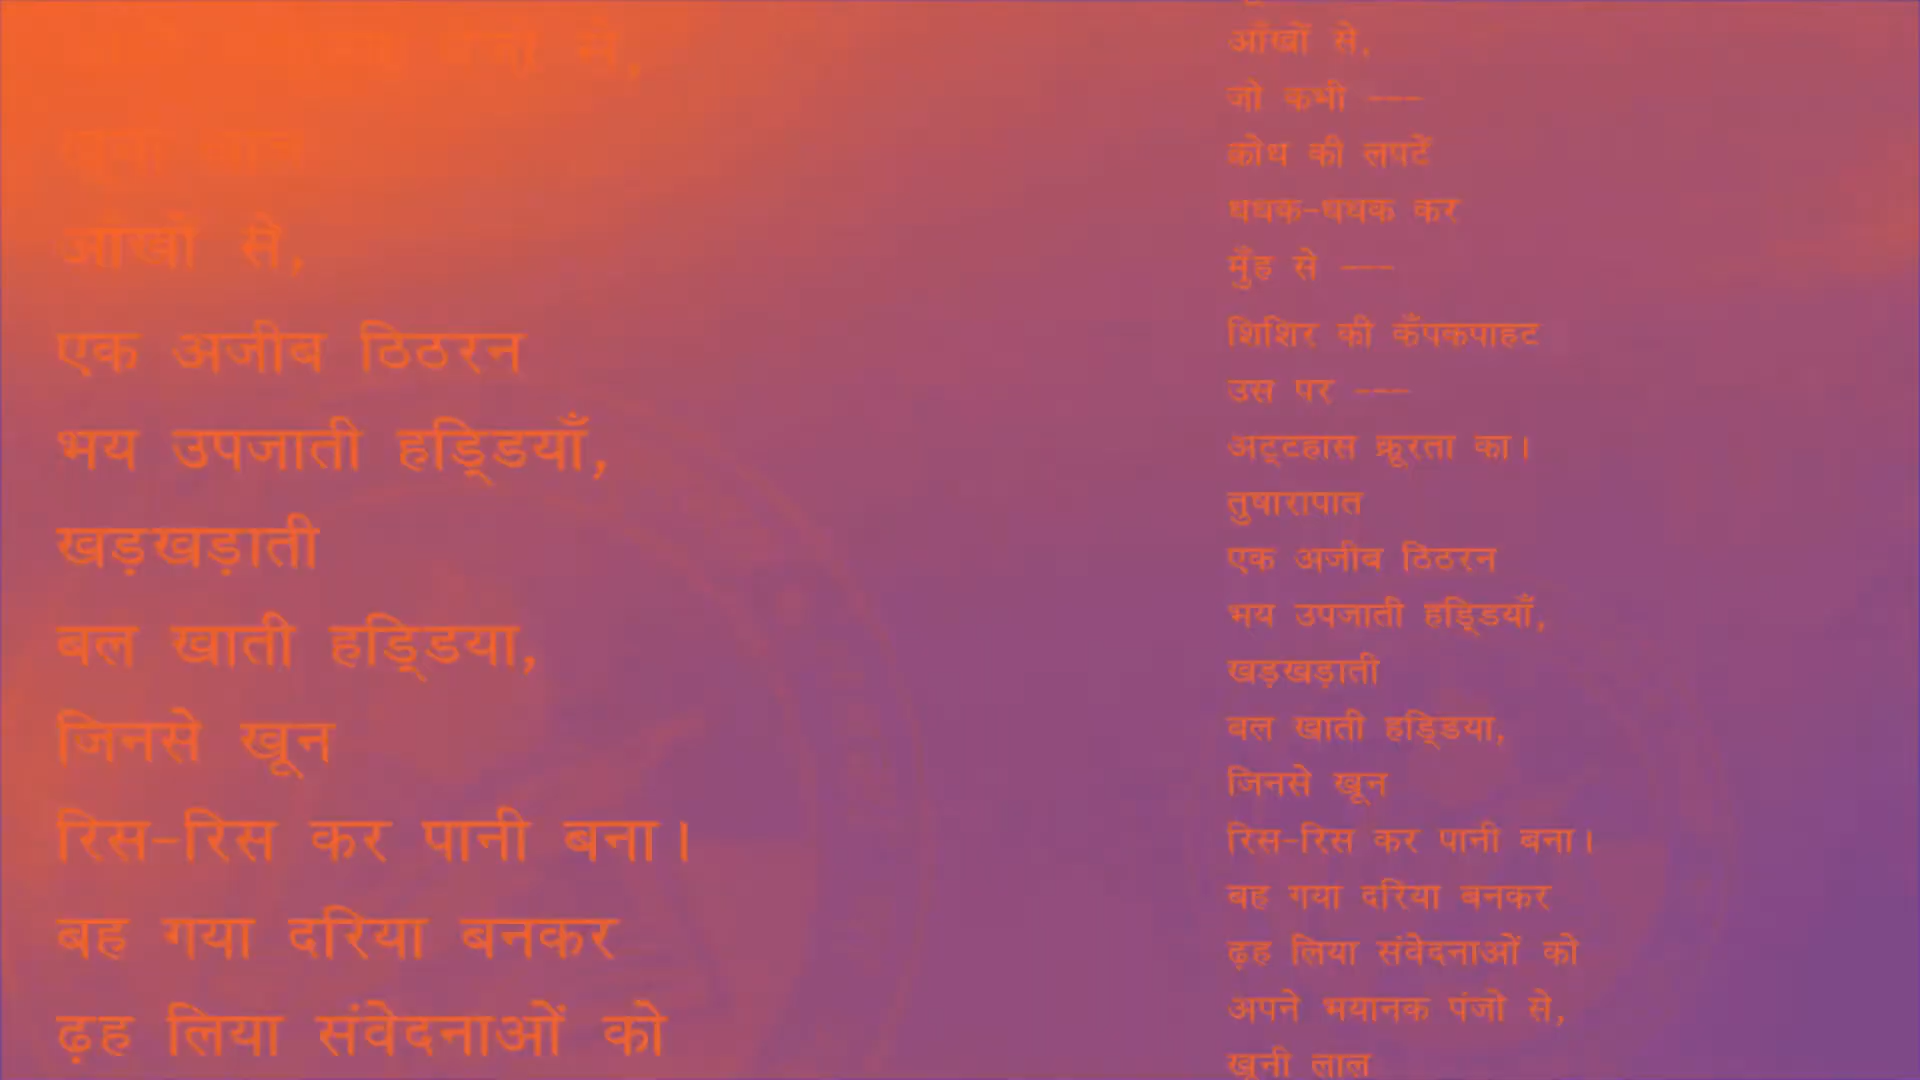 से,
आँखों से,
एक अजीब ठिठरन
भय उपजाती हड्डियाँ,
खड़खड़ाती
बल खाती हड्डिया,
जिनसे खून
रिस-रिस कर पानी बना।
बह गया दरिया बनकर
ढ़ह लिया संवेदनाओं को
आँखों से,
जो कभी ---
क्रोध की लपटें
धधक-धधक कर
मुँह से ---
शिशिर की कँपकपाहट
उस पर ---
अट्टहास क्रूरता का।
तुषारापात
एक अजीब ठिठरन
भय उपजाती हड्डियाँ,
खड़खड़ाती
बल खाती हड्डिया,
जिनसे खून
रिस-रिस कर पानी बना।
बह गया दरिया बनकर
ढ़ह लिया संवेदनाओं को
अपने भयानक पंजो से,
खूनी लाल